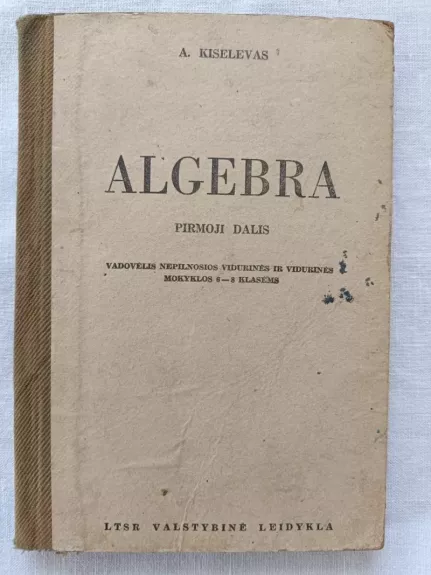 A. KISELEVAS
ALGEBRA
PIRMOJI DALIS
VADOVĖLIS NEPILNOSIOS VIDURINĖS IR VIDURINĖS
MOKYKLOS 6—8 KLASĖMS
LTSR VALSTYBINĖ LEIDYKLA